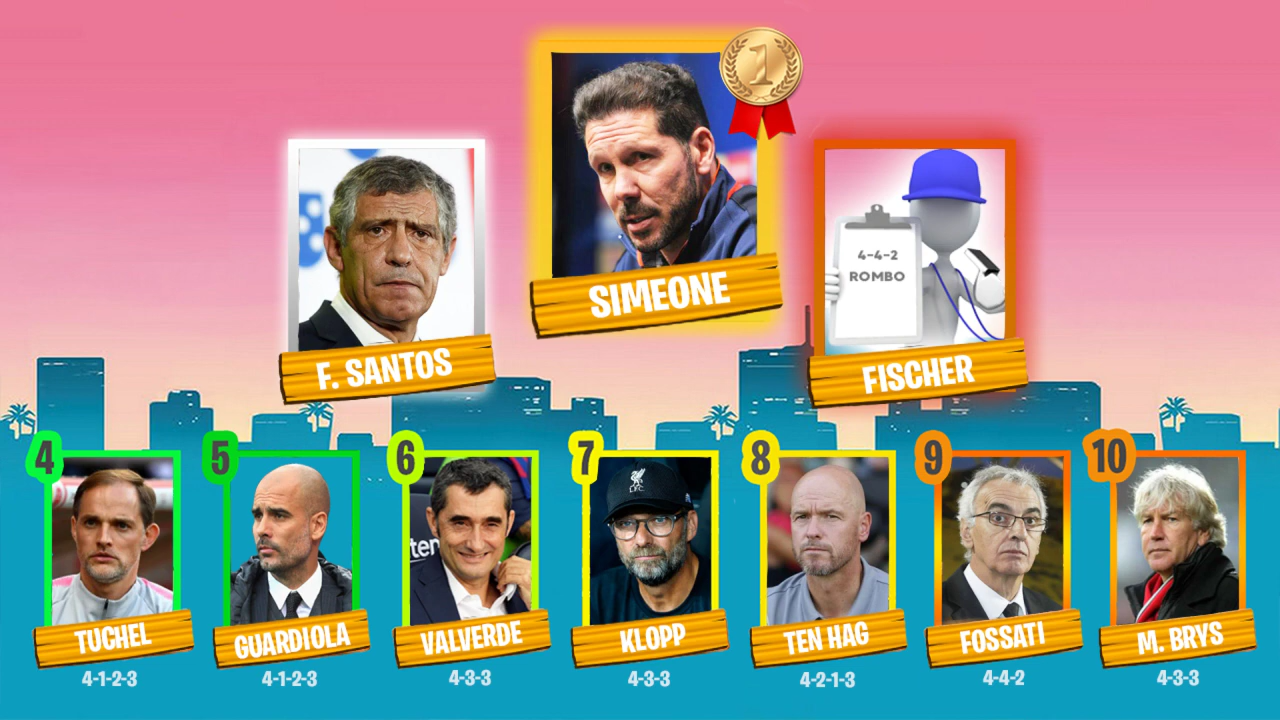 1
SIMEONE
F. SANTOS
4-4-2
ROMBO
FISCHER
4
5
6
7
8
9
10
L.F.C.
ten
TUCHEL
GUARDIOLA
VALVERDE
KLOPP
TEN HAG
FOSSATI
M. BRYS
4-1-2-3
4-1-2-3
4-3-3
4-3-3
4-2-1-3
4-4-2
4-3-3